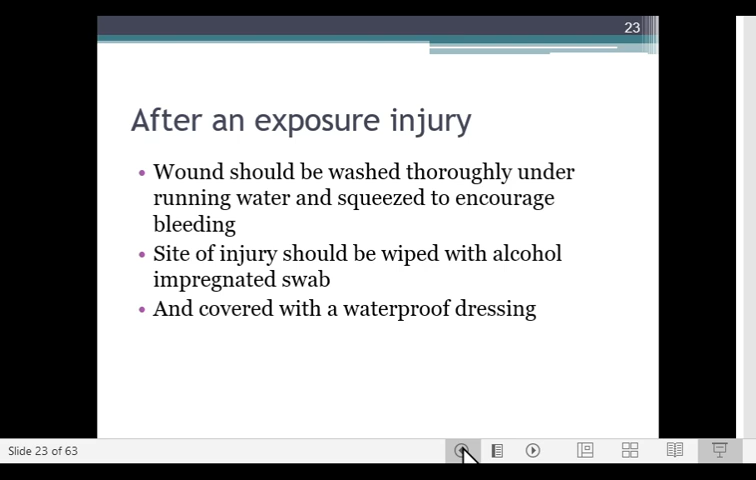 23
After an exposure injury
• Wound should be washed thoroughly under
running water and squeezed to encourage
bleeding
• Site of injury should be wiped with alcohol
impregnated swab
• And covered with a waterproof dressing
Slide 23 of 63